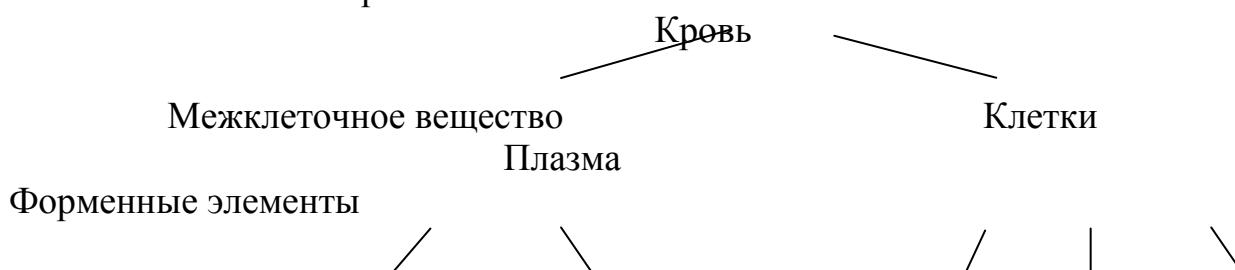 Кровь
Межклеточное вещество Клетки
Плазма
Форменные элементы